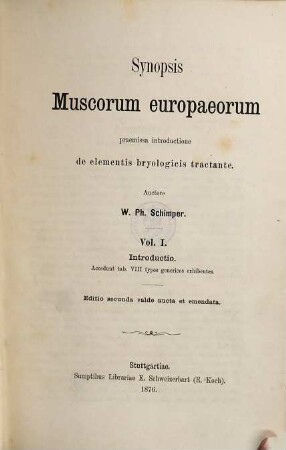 Synopsis
Muscorum europaeorum
praemissa introductione
de elementis bryologicis tractante.
Auctore
W. Ph. Schimper.
Vol. I.
Introductio.
Accedunt tab. VIII typos genericos exhibentes.
Editio secunda valde aucta et emendata.
Stuttgartiae.
Sumptibus Librariae E. Schweizerbart (E. Koch).
1876.